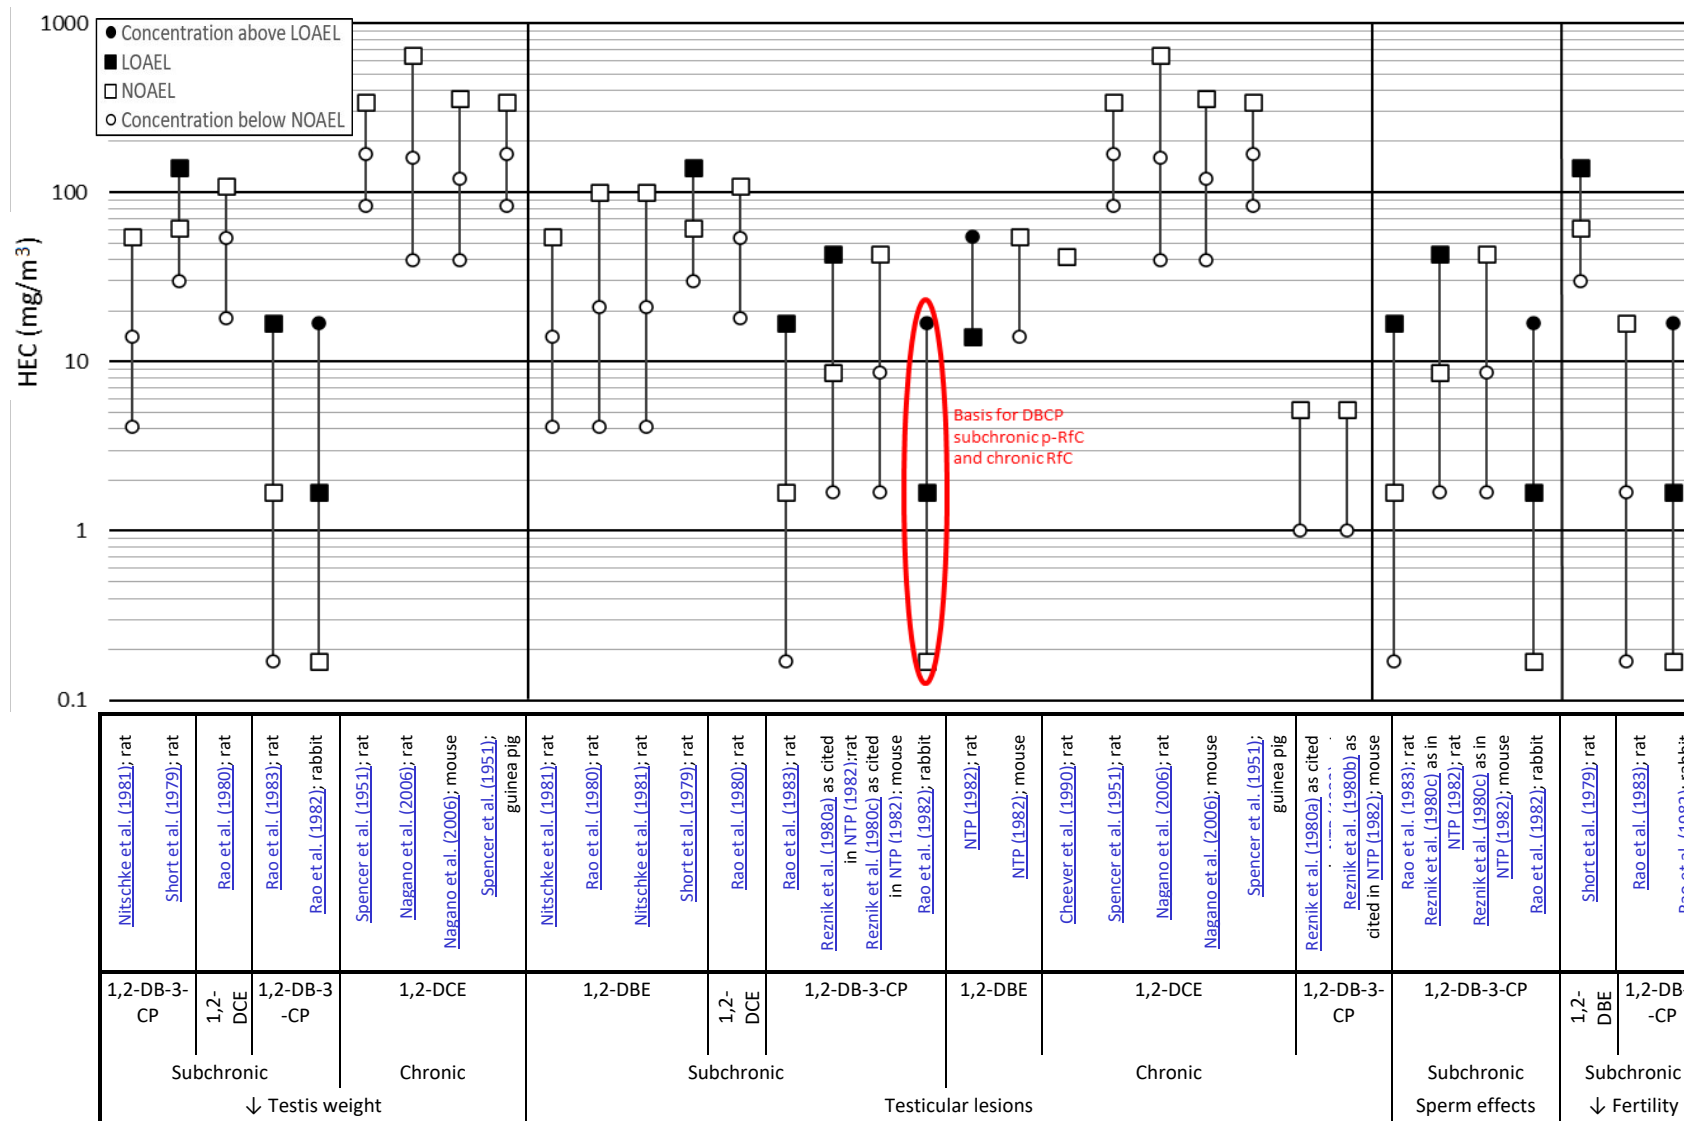 1000
● Concentration above LOAEL
■ LOAEL
□ NOAEL
○ Concentration below NOAEL
100
10
1
0.1
HEC (mg/m³)
Basis for DBCP
subchronic p-RfC
and chronic RfC
Nitschke et al. (1981); rat
Short et al. (1979); rat
Rao et al. (1980); rat
Rao et al. (1983); rat
Rao et al. (1982); rabbit
Spencer et al. (1951); rat
Nagano et al. (2006); rat
Nagano et al. (2006); mouse
Spencer et al. (1951);
guinea pig
Nitschke et al. (1981); rat
Rao et al. (1980); rat
Nitschke et al. (1981); rat
Short et al. (1979); rat
Rao et al. (1980); rat
Rao et al. (1983); rat
Reznik et al. (1980a) as cited
in NTP (1982);rat
Reznik et al. (1980c) as cited
in NTP (1982); mouse
Rao et al. (1982); rabbit
NTP (1982); rat
NTP (1982); mouse
Cheever et al. (1990); rat
Spencer et al. (1951); rat
Nagano et al. (2006); rat
Nagano et al. (2006); mouse
Spencer et al. (1951);
guinea pig
Reznik et al. (1980a) as cited
Reznik et al. (1980b) as
cited in NTP (1982); mouse
Rao et al. (1983); rat
Reznik et al. (1980c) as in
NTP (1982); rat
Reznik et al. (1980c) as in
NTP (1982); mouse
Rao et al. (1982); rabbit
Short et al. (1979); rat
Rao et al. (1983); rat
1,2-DB-3-
CP
1,2-
DCE
1,2-DB-3
-CP
1,2-DCE
1,2-DBE
1,2-
DCE
1,2-DB-3-CP
1,2-DBE
1,2-DCE
1,2-DB-3-
CP
1,2-DB-3-CP
1,2-
DBE
1,2-DB-
-CP
Subchronic
Chronic
Subchronic
Chronic
Subchronic
Subchronic
↓ Testis weight
Testicular lesions
Sperm effects
↓ Fertility